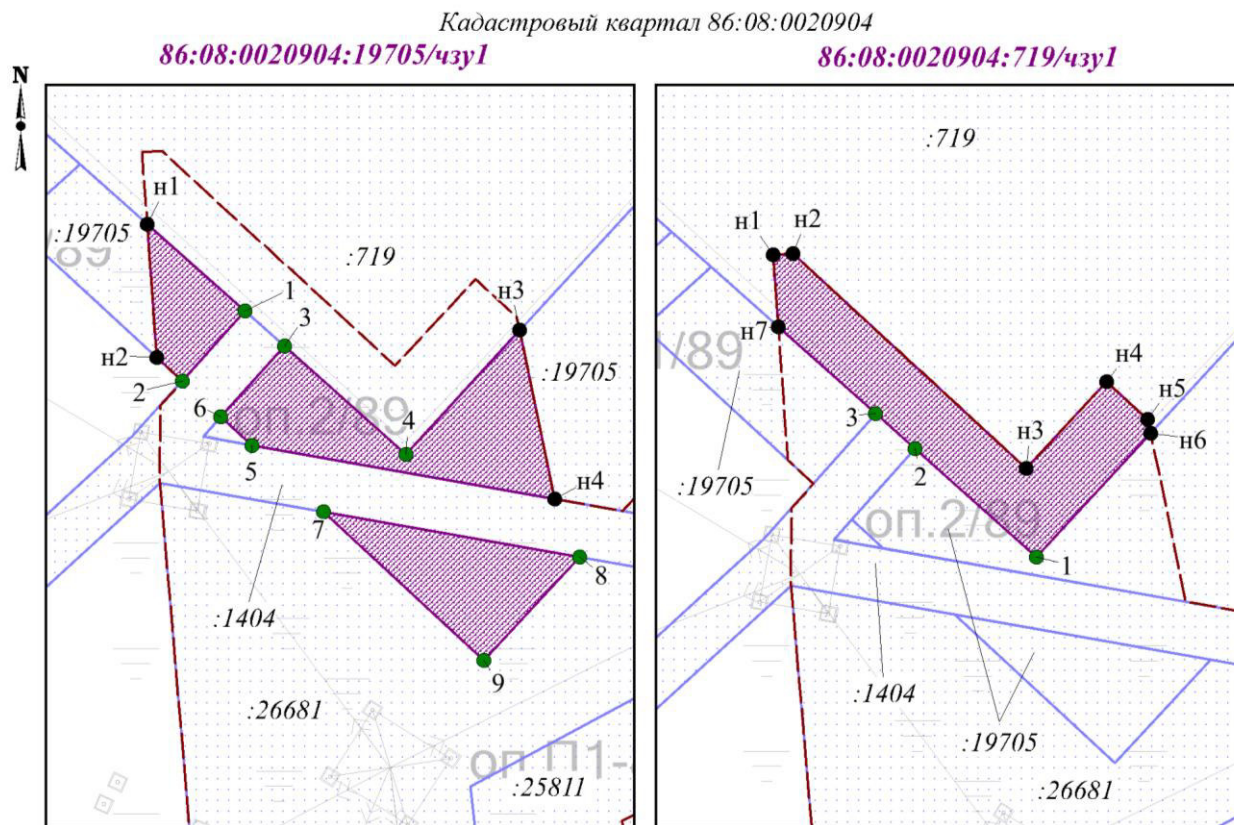 Кадастровый квартал 86:08:0020904
86:08:0020904:19705/чзу1
86:08:0020904:719/чзу1
N
н1
:19705
/89
:719
н3
1
3
:19705
н2
2
6
оп.2/89
4
5
н4
7
8
:1404
9
:26681
оп.П1-
:25811
:719
н1
н2
н7
1/89
н4
н5
н6
3
2
н3
:19705
оп.2/89
1
:1404
:19705
:26681